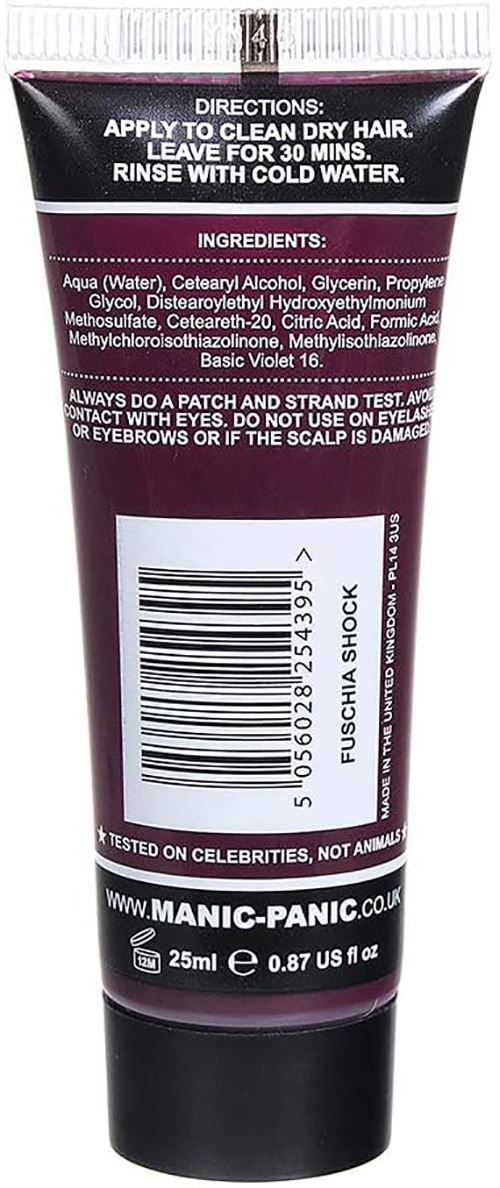 DIRECTIONS:
APPLY TO CLEAN DRY HAIR.
LEAVE FOR 30 MINS.
RINSE WITH COLD WATER.
INGREDIENTS:
Aqua (Water), Cetearyl Alcohol, Glycerin, Propylene
Glycol, Distearoylethyl Hydroxyethylmonium
Methosulfate, Ceteareth-20, Citric Acid, Formic Acid,
Methylchloroisothiazolinone, Methylisothiazolinone,
Basic Violet 16.
ALWAYS DO A PATCH AND STRAND TEST. AVOID
CONTACT WITH EYES. DO NOT USE ON EYELASH
OR EYEBROWS OR IF THE SCALP IS DAMAGED.
5 056028 254395 >
FUSCHIA SHOCK
MADE IN THE UNITED KINGDOM - PL14 3US
★ TESTED ON CELEBRITIES, NOT ANIMALS ★
WWW.MANIC-PANIC.CO.UK
12M 25ml ℮ 0.87 US fl oz